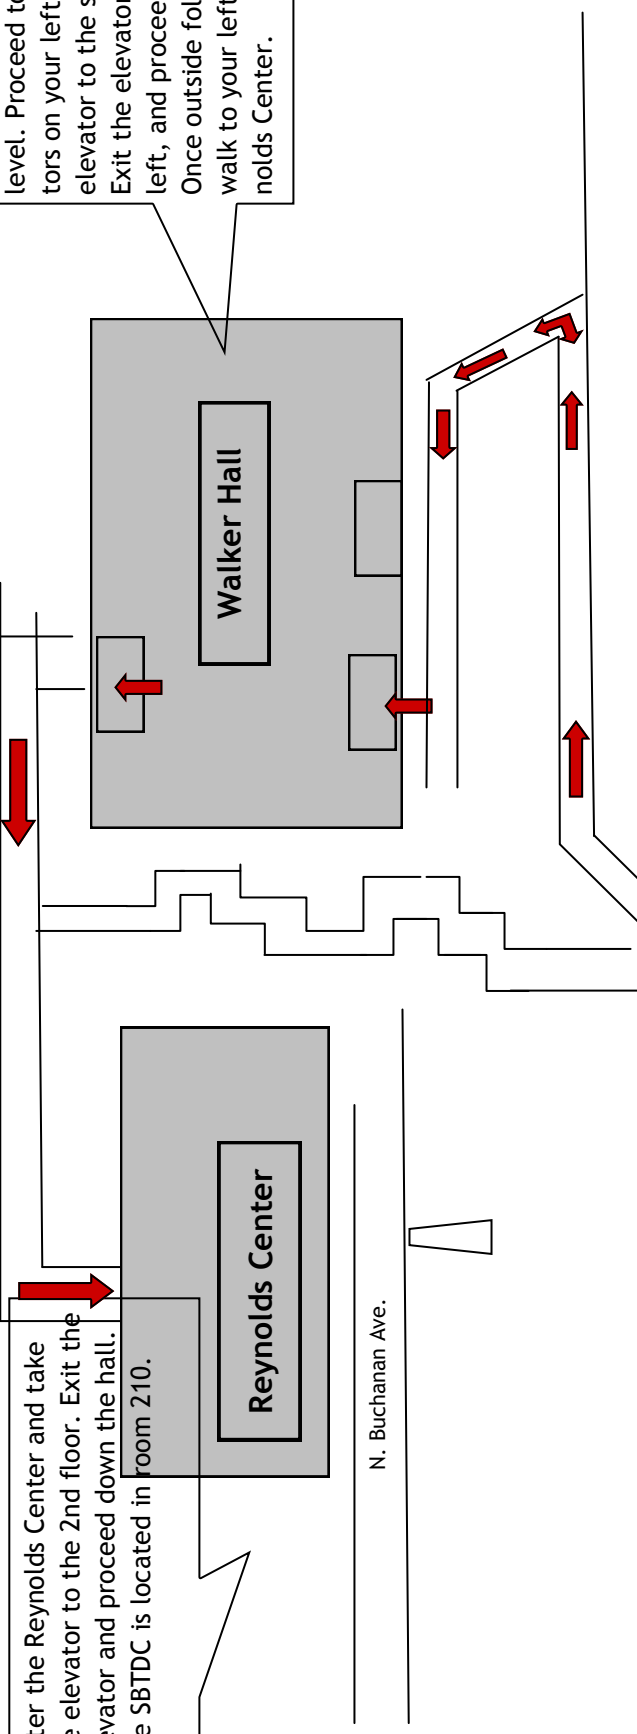 level. Proceed to
tors on your left
elevator to the s
Exit the elevator
left, and procee
Once outside fol
walk to your left
nolds Center.
Walker Hall
Reynolds Center
N. Buchanan Ave.
ter the Reynolds Center and take
e elevator to the 2nd floor. Exit the
evator and proceed down the hall.
e SBTDC is located in room 210.